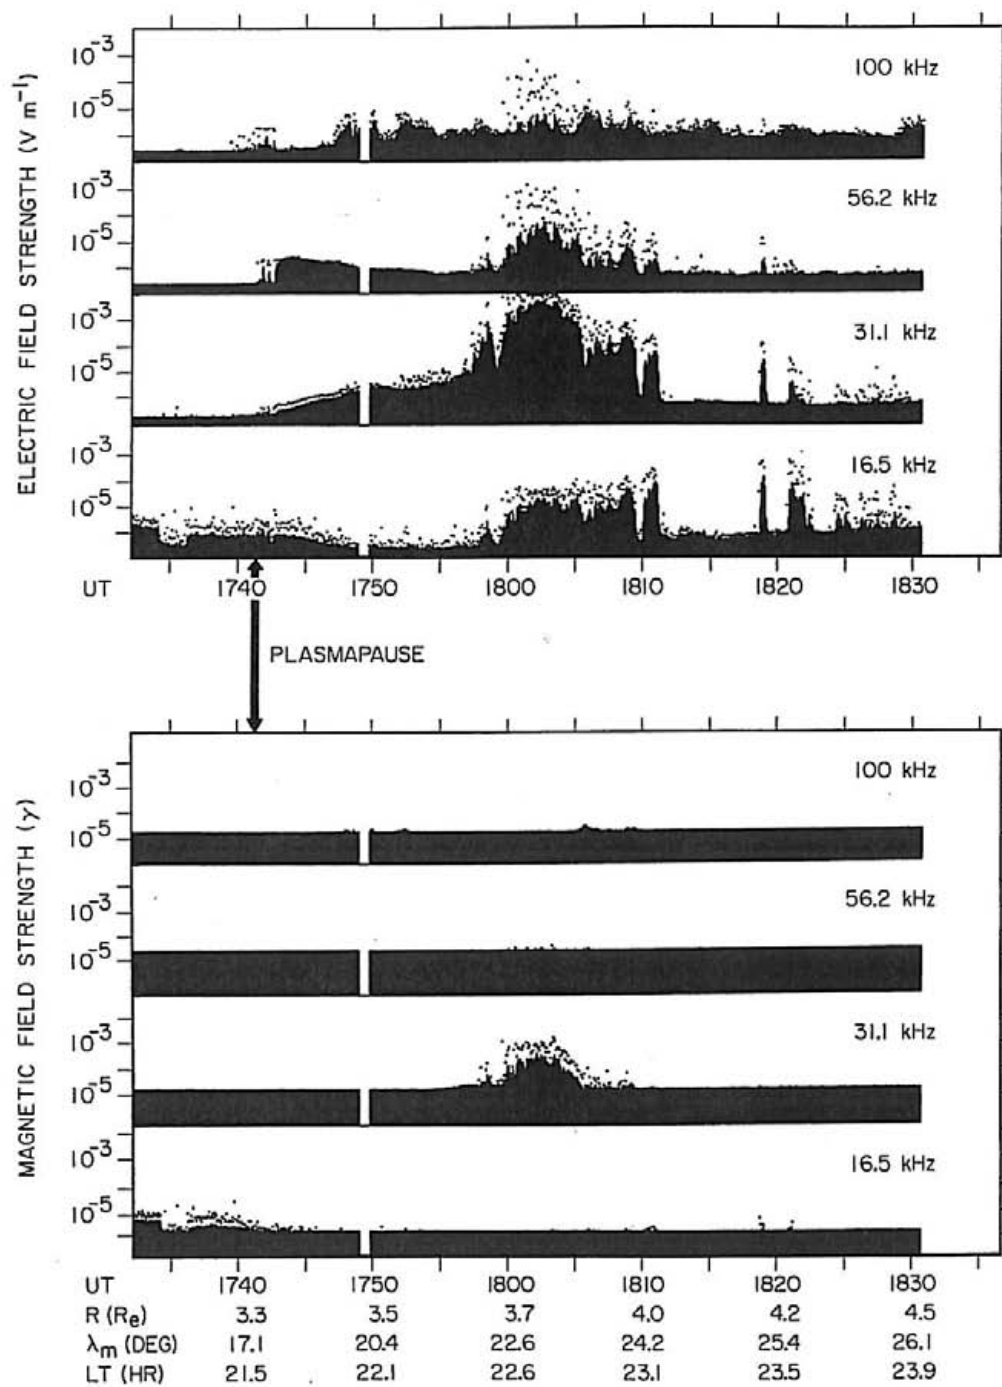 ELECTRIC FIELD STRENGTH (V m⁻¹)
10⁻³
10⁻⁵
100 kHz
10⁻³
10⁻⁵
56.2 kHz
10⁻³
10⁻⁵
31.1 kHz
10⁻³
10⁻⁵
16.5 kHz
UT 1740 1750 1800 1810 1820 1830
PLASMAPAUSE
MAGNETIC FIELD STRENGTH (γ)
10⁻³
10⁻⁵
100 kHz
10⁻³
10⁻⁵
56.2 kHz
10⁻³
10⁻⁵
31.1 kHz
10⁻³
10⁻⁵
16.5 kHz
UT 1740 1750 1800 1810 1820 1830
R (Re) 3.3 3.5 3.7 4.0 4.2 4.5
λm (DEG) 17.1 20.4 22.6 24.2 25.4 26.1
LT (HR) 21.5 22.1 22.6 23.1 23.5 23.9